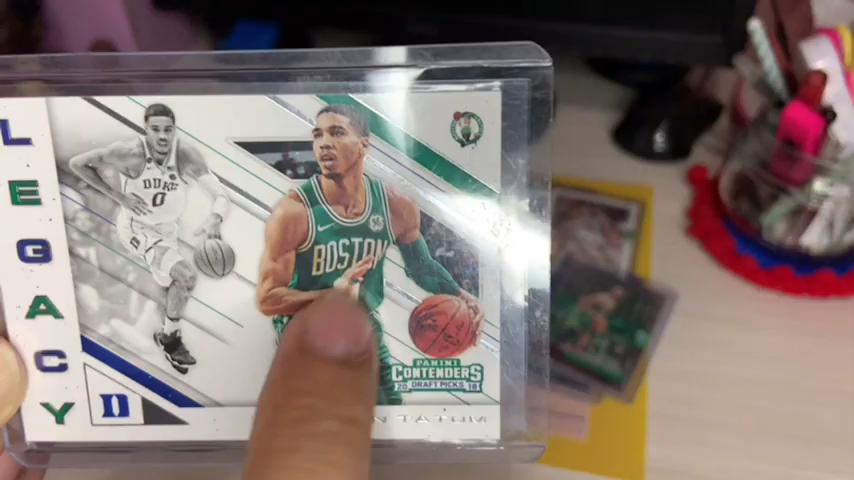 LEGACY
DUKE
0
BOSTON
PANINI
CONTENDERS
20 DRAFT PICKS 18
D
N TATUM